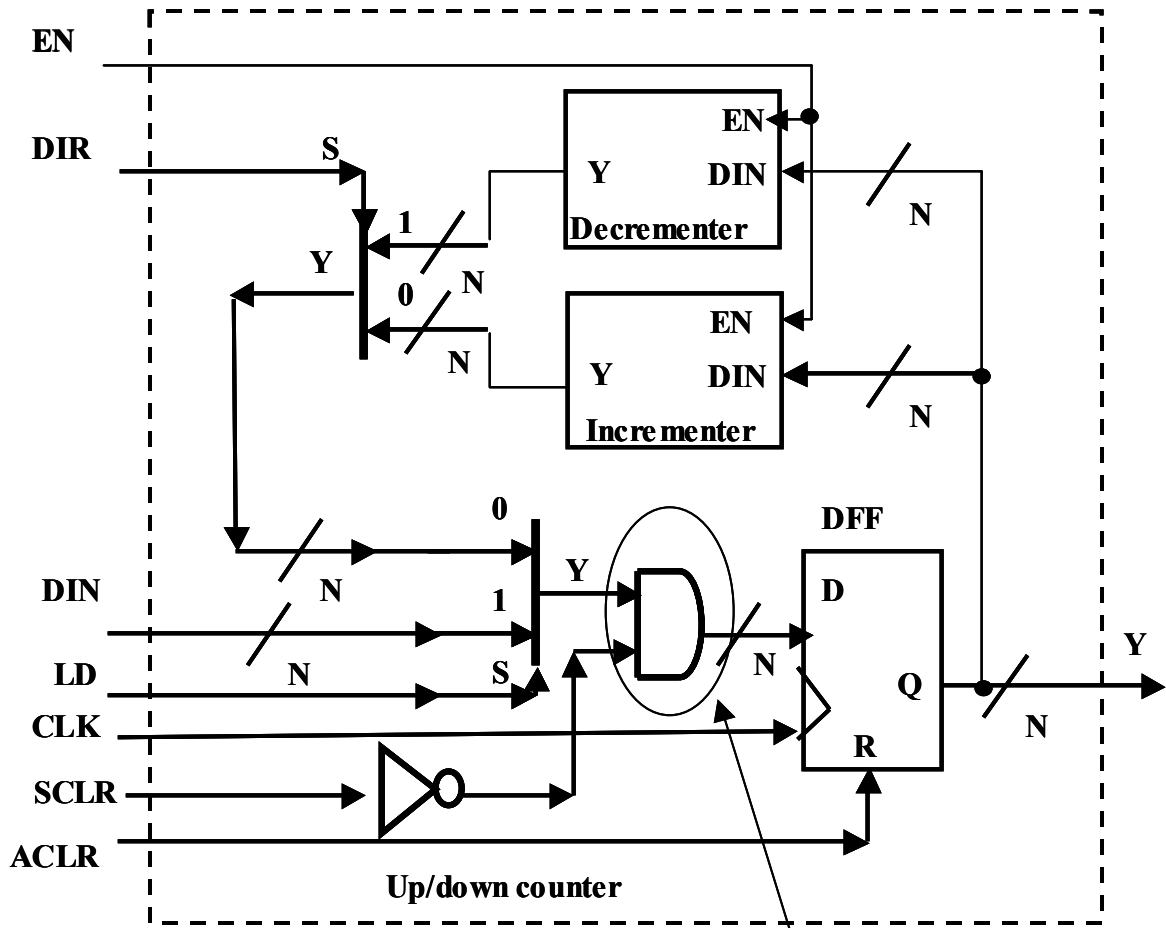 EN
DIR
S
EN
Y
DIN
Decrementer
N
1
Y
N
0
N
EN
Y
DIN
Incrementer
N
0
DFF
Y
D
DIN
N
1
N
N
LD
S
Q
Y
CLK
R
N
SCLR
ACLR
Up/down counter